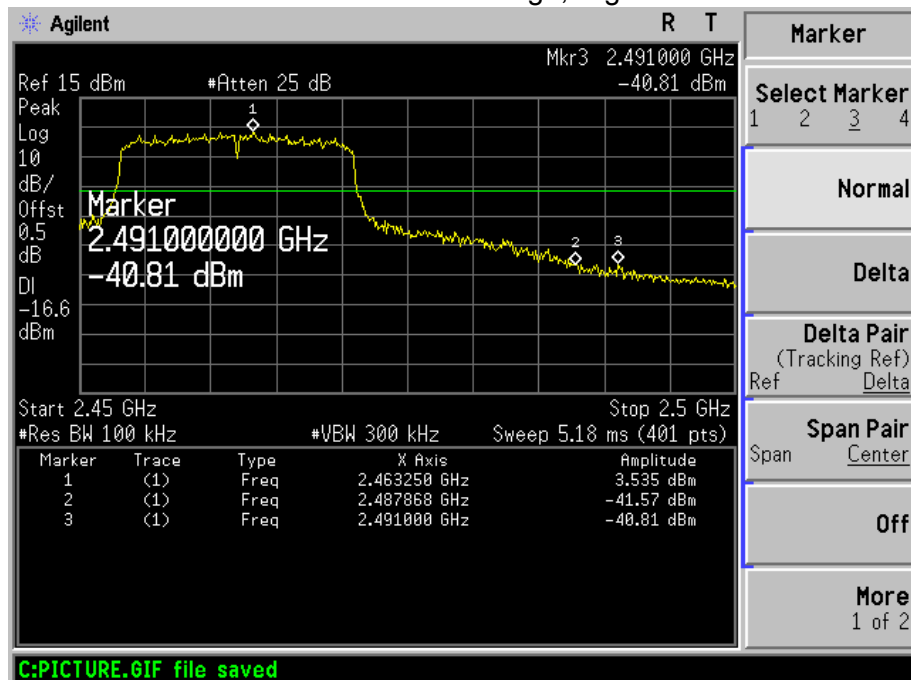 Agilent R T
Mkr3 2.491000 GHz
Ref 15 dBm #Atten 25 dB -40.81 dBm
Peak
Log
10
dB/
Offst
0.5
dB
DI
-16.6
dBm
1
2
3
Marker
2.491000000 GHz
-40.81 dBm
Start 2.45 GHz Stop 2.5 GHz
#Res BW 100 kHz #VBW 300 kHz Sweep 5.18 ms (401 pts)
Marker Trace Type X Axis Amplitude
1 (1) Freq 2.463250 GHz 3.535 dBm
2 (1) Freq 2.487868 GHz -41.57 dBm
3 (1) Freq 2.491000 GHz -40.81 dBm
C:PICTURE.GIF file saved
Marker
Select Marker
1 2 3 4
Normal
Delta
Delta Pair
(Tracking Ref)
Ref Delta
Span Pair
Span Center
Off
More
1 of 2